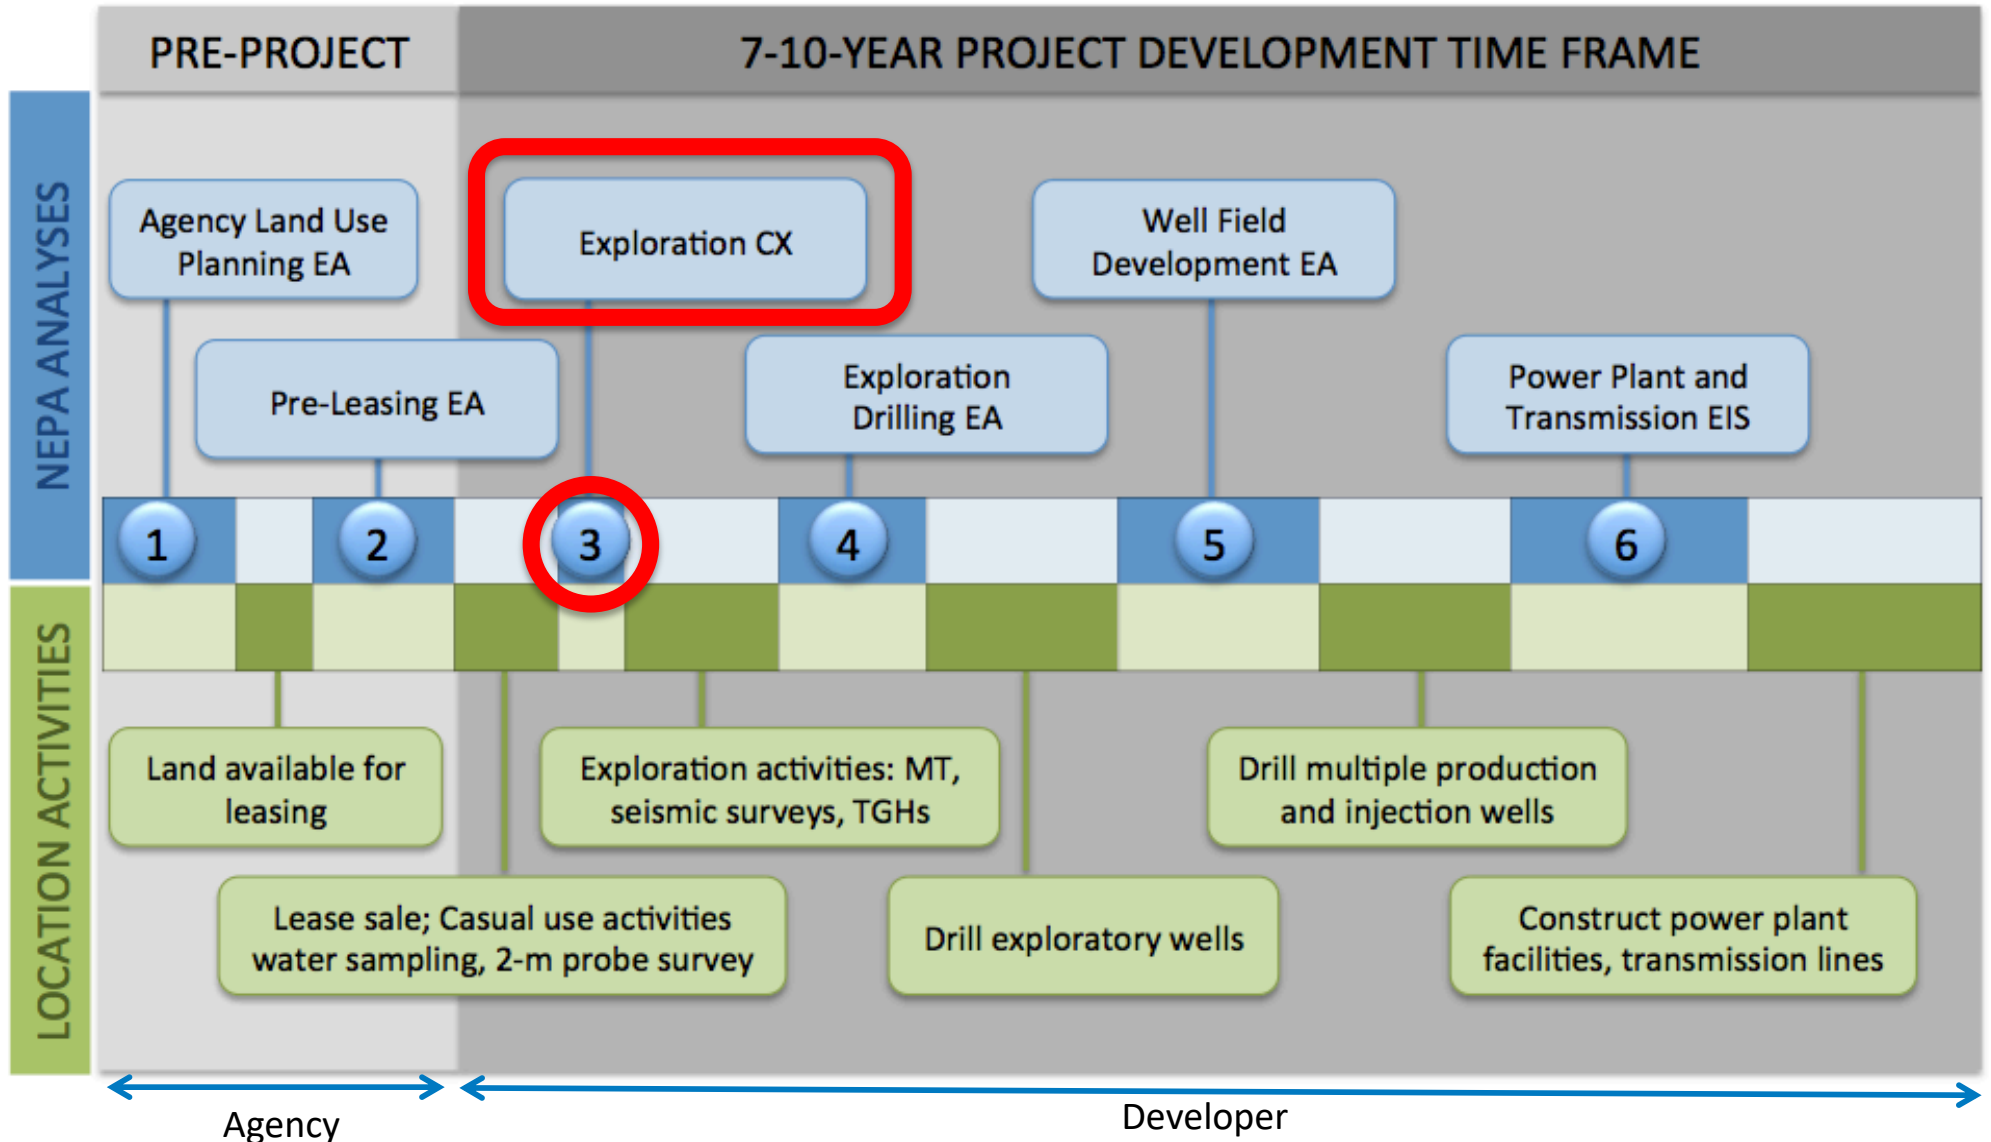 PRE-PROJECT
7-10-YEAR PROJECT DEVELOPMENT TIME FRAME
NEPA ANALYSES
Agency Land Use
Planning EA
Exploration CX
Well Field
Development EA
Pre-Leasing EA
Exploration
Drilling EA
Power Plant and
Transmission EIS
1
2
3
4
5
6
LOCATION ACTIVITIES
Land available for
leasing
Exploration activities: MT,
seismic surveys, TGHs
Drill multiple production
and injection wells
Lease sale; Casual use activities
water sampling, 2-m probe survey
Drill exploratory wells
Construct power plant
facilities, transmission lines
Agency
Developer